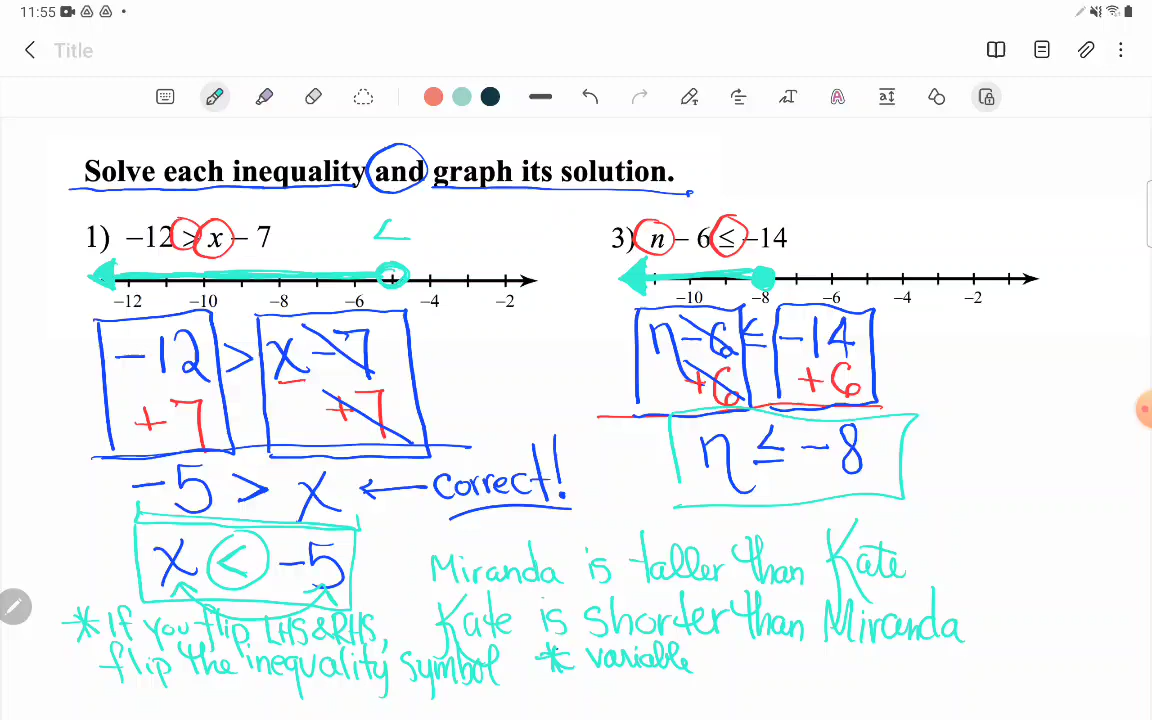 11:55
Title
Solve each inequality and graph its solution.
1) −12 > x − 7
<
−12 −10 −8 −6 −4 −2
−12 > x − 7
+7 +7
−5 > x ← correct!
x < −5
* If you flip LHS & RHS,
flip the inequality symbol
3) n − 6 ≤ −14
−10 −8 −6 −4 −2
n − 6 ≤ −14
+6 +6
n ≤ −8
Miranda is taller than Kate
Kate is shorter than Miranda
* variable